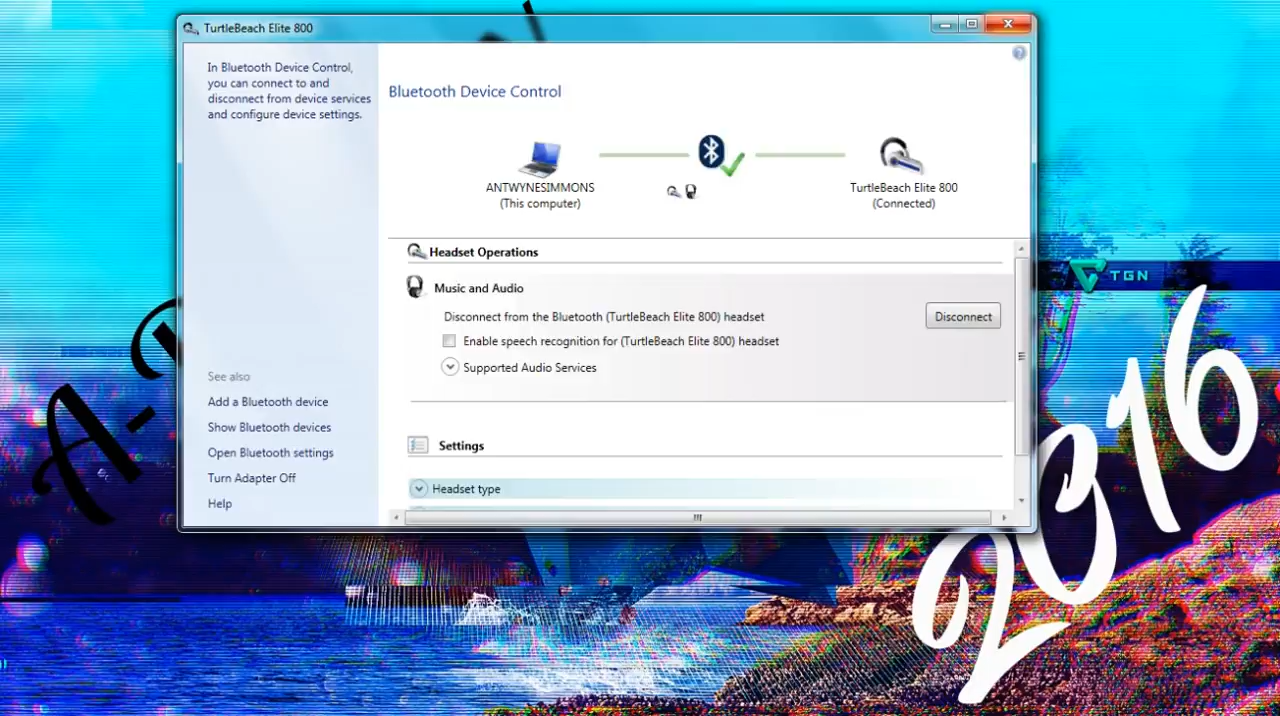 TurtleBeach Elite 800
In Bluetooth Device Control,
you can connect to and
disconnect from device services
and configure device settings.
Bluetooth Device Control
ANTWYNESIMMONS
(This computer)
TurtleBeach Elite 800
(Connected)
Headset Operations
Music and Audio
Disconnect from the Bluetooth (TurtleBeach Elite 800) headset
Disconnect
Enable speech recognition for (TurtleBeach Elite 800) headset
Supported Audio Services
Settings
Headset type
See also
Add a Bluetooth device
Show Bluetooth devices
Open Bluetooth settings
Turn Adapter Off
Help
TGN
2016